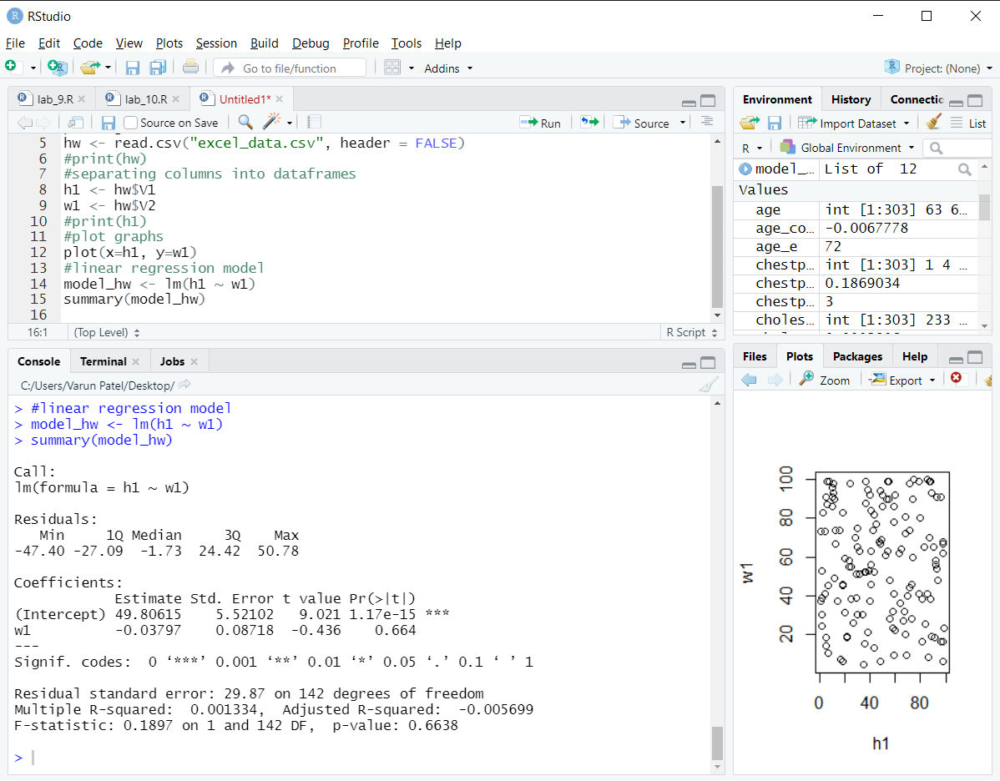 RStudio
File Edit Code View Plots Session Build Debug Profile Tools Help
Go to file/function Addins Project: (None)
lab_9.R lab_10.R Untitled1*
Source on Save Run Source
5 hw <- read.csv("excel_data.csv", header = FALSE)
6 #print(hw)
7 #separating columns into dataframes
8 h1 <- hw$V1
9 w1 <- hw$V2
10 #print(h1)
11 #plot graphs
12 plot(x=h1, y=w1)
13 #linear regression model
14 model_hw <- lm(h1 ~ w1)
15 summary(model_hw)
16
16:1 (Top Level) R Script
Console Terminal Jobs
C:/Users/Varun Patel/Desktop/
> #linear regression model
> model_hw <- lm(h1 ~ w1)
> summary(model_hw)
Call:
lm(formula = h1 ~ w1)
Residuals:
Min 1Q Median 3Q Max
-47.40 -27.09 -1.73 24.42 50.78
Coefficients:
Estimate Std. Error t value Pr(>|t|)
(Intercept) 49.80615 5.52102 9.021 1.17e-15 ***
w1 -0.03797 0.08718 -0.436 0.664
---
Signif. codes: 0 ‘***’ 0.001 ‘**’ 0.01 ‘*’ 0.05 ‘.’ 0.1 ‘ ’ 1
Residual standard error: 29.87 on 142 degrees of freedom
Multiple R-squared: 0.001334, Adjusted R-squared: -0.005699
F-statistic: 0.1897 on 1 and 142 DF, p-value: 0.6638
>
Environment History Connectic
Import Dataset List
R Global Environment
model_… List of 12
Values
age int [1:303] 63 6…
age_co… -0.0067778
age_e 72
chestp… int [1:303] 1 4 …
chestp… 0.1869034
chestp… 3
choles… int [1:303] 233 …
Files Plots Packages Help
Zoom Export
w1
100
80
60
40
20
0 40 80
h1